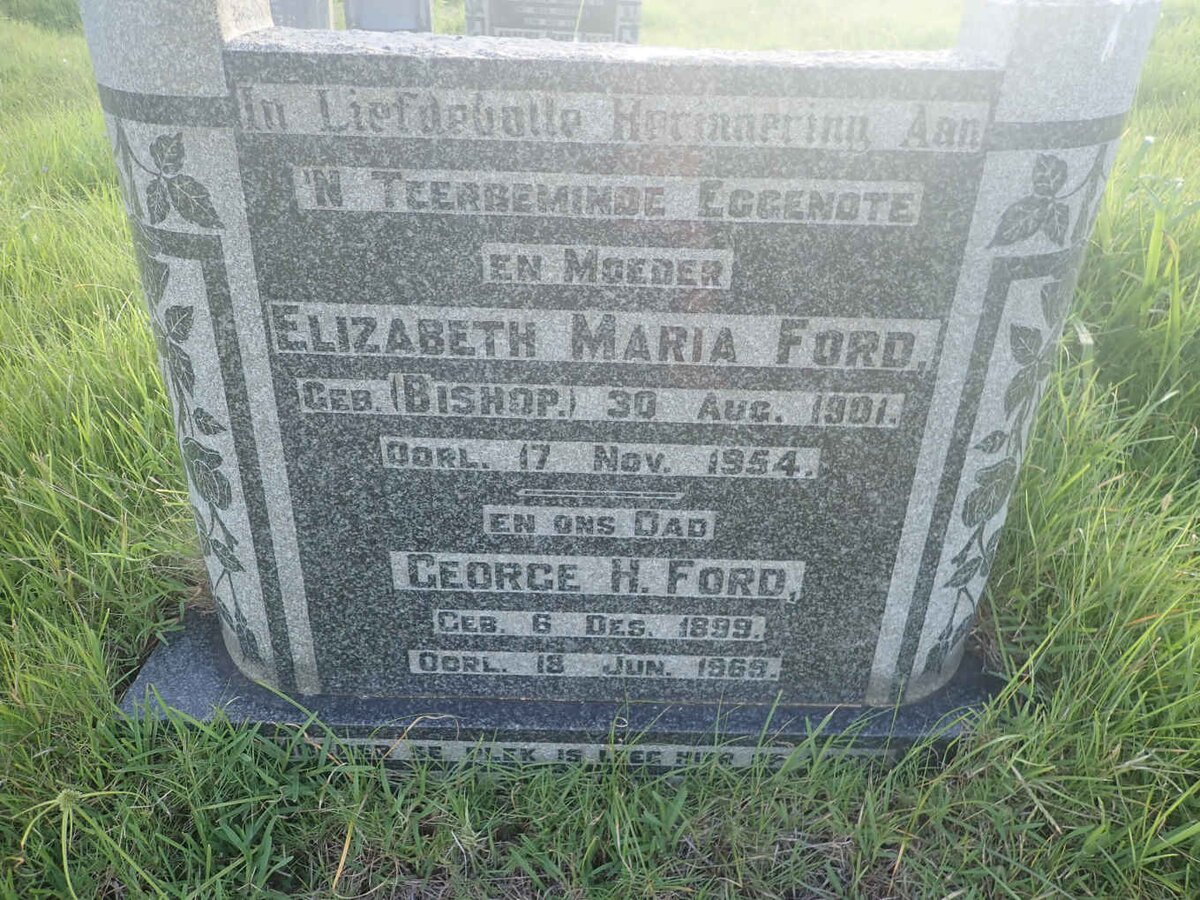 In Liefdevolle Herinnering Aan
'N TEERBEMINDE EGGENOTE
EN MOEDER
ELIZABETH MARIA FORD,
GEB. (BISHOP.) 30 AUG. 1901.
OORL. 17 NOV. 1954.
EN ONS DAD
GEORGE H. FORD,
GEB. 6 DES. 1899.
OORL. 18 JUN. 1969.
IS